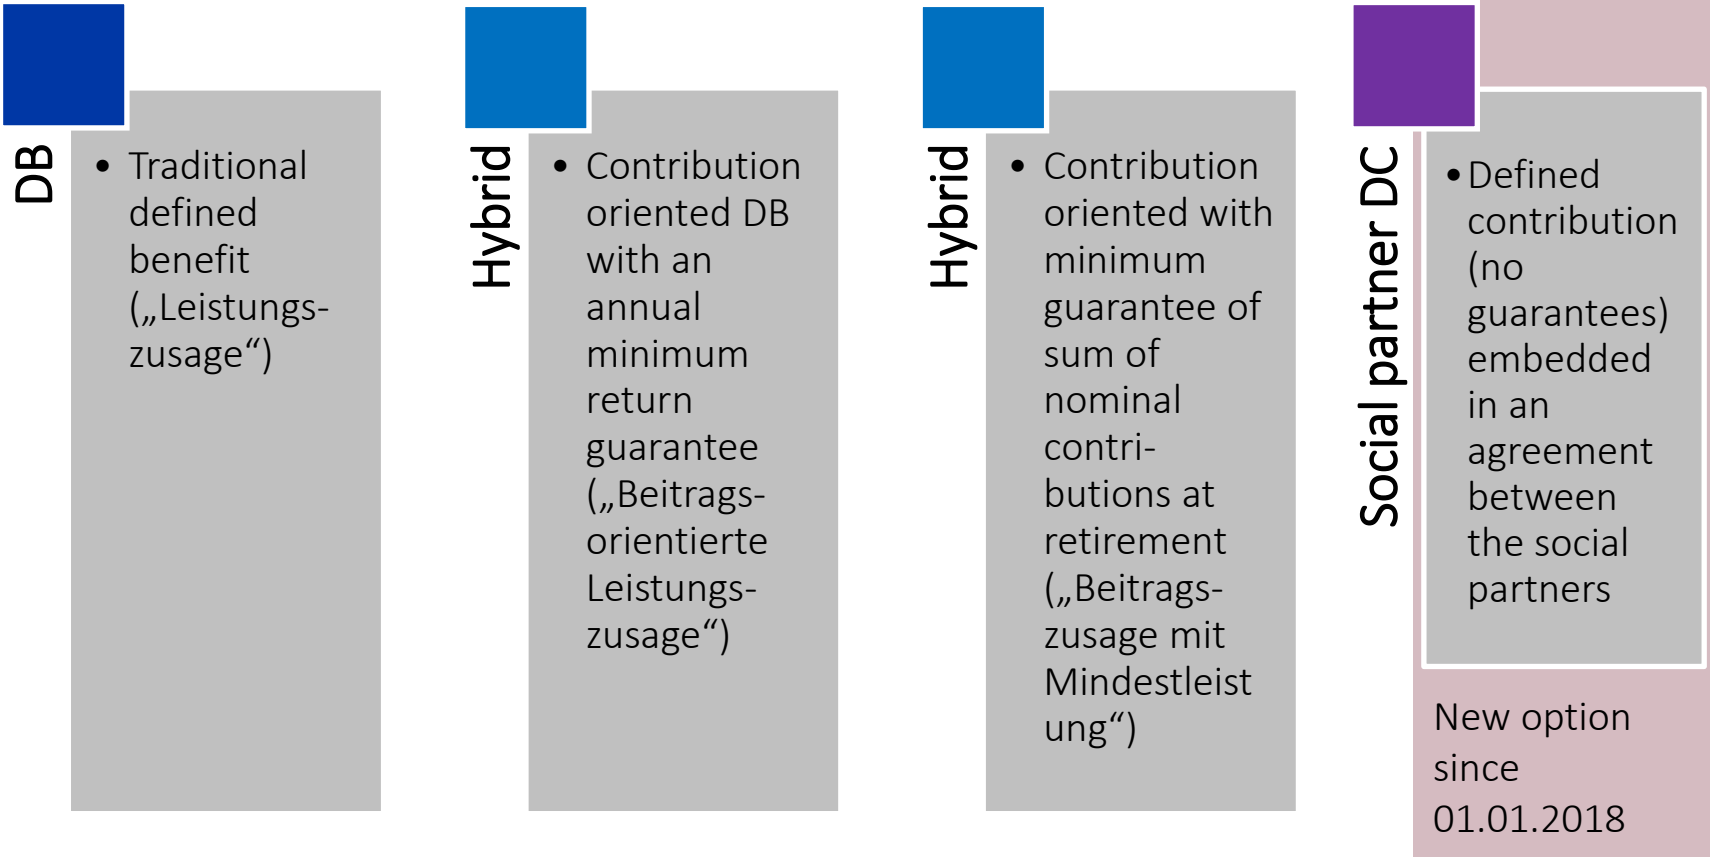 DB
• Traditional
defined
benefit
(„Leistungs-
zusage“)
Hybrid
• Contribution
oriented DB
with an
annual
minimum
return
guarantee
(„Beitrags-
orientierte
Leistungs-
zusage“)
Hybrid
• Contribution
oriented with
minimum
guarantee of
sum of
nominal
contri-
butions at
retirement
(„Beitrags-
zusage mit
Mindestleist
ung“)
Social partner DC
• Defined
contribution
(no
guarantees)
embedded
in an
agreement
between
the social
partners
New option
since
01.01.2018